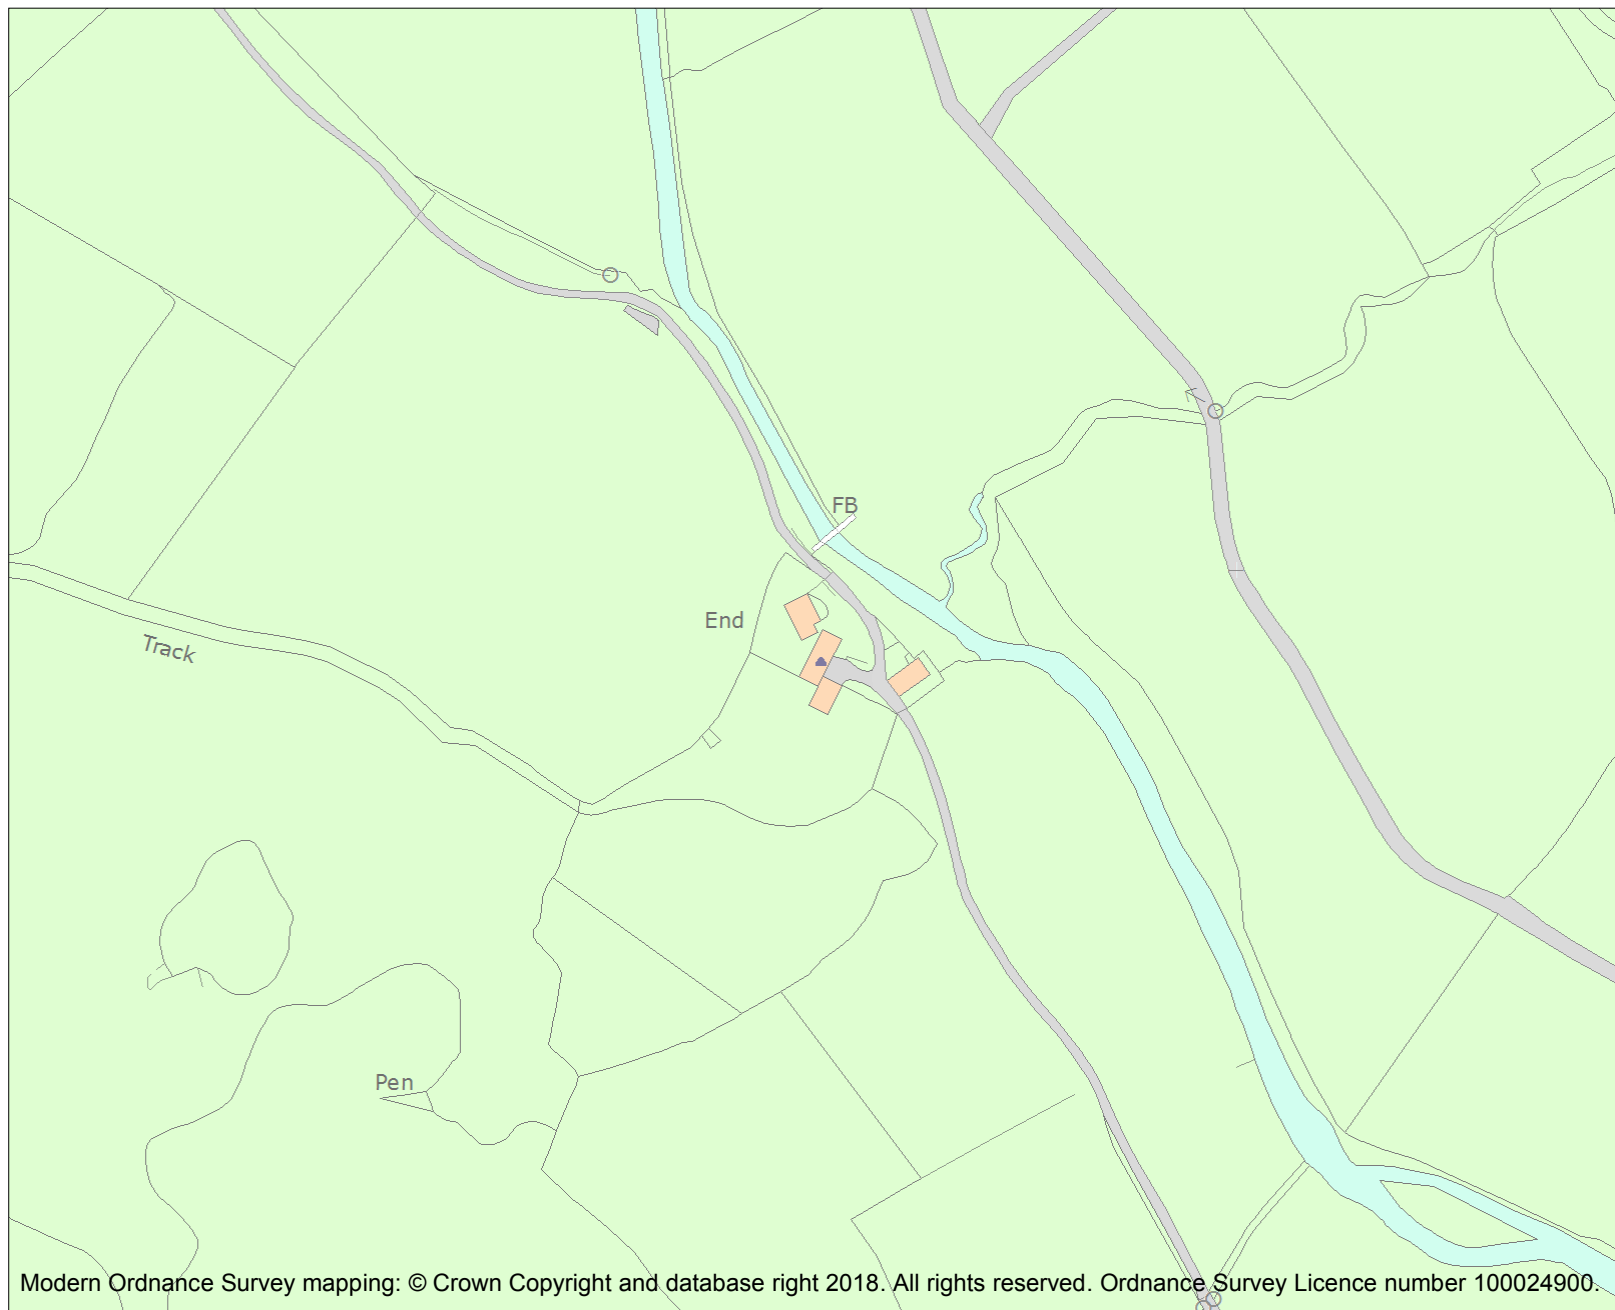 FB
End
Track
Pen
Modern Ordnance Survey mapping: © Crown Copyright and database right 2018. All rights reserved. Ordnance Survey Licence number 100024900.